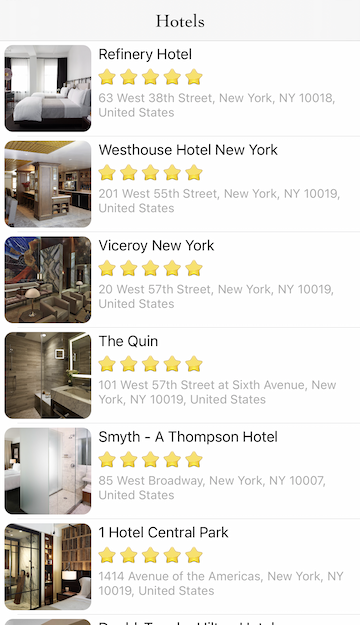 Hotels
Refinery Hotel
63 West 38th Street, New York, NY 10018,
United States
Westhouse Hotel New York
201 West 55th Street, New York, NY 10019,
United States
Viceroy New York
20 West 57th Street, New York, NY 10019,
United States
The Quin
101 West 57th Street at Sixth Avenue, New
York, NY 10019, United States
Smyth - A Thompson Hotel
85 West Broadway, New York, NY 10007,
United States
1 Hotel Central Park
1414 Avenue of the Americas, New York, NY
10019, United States